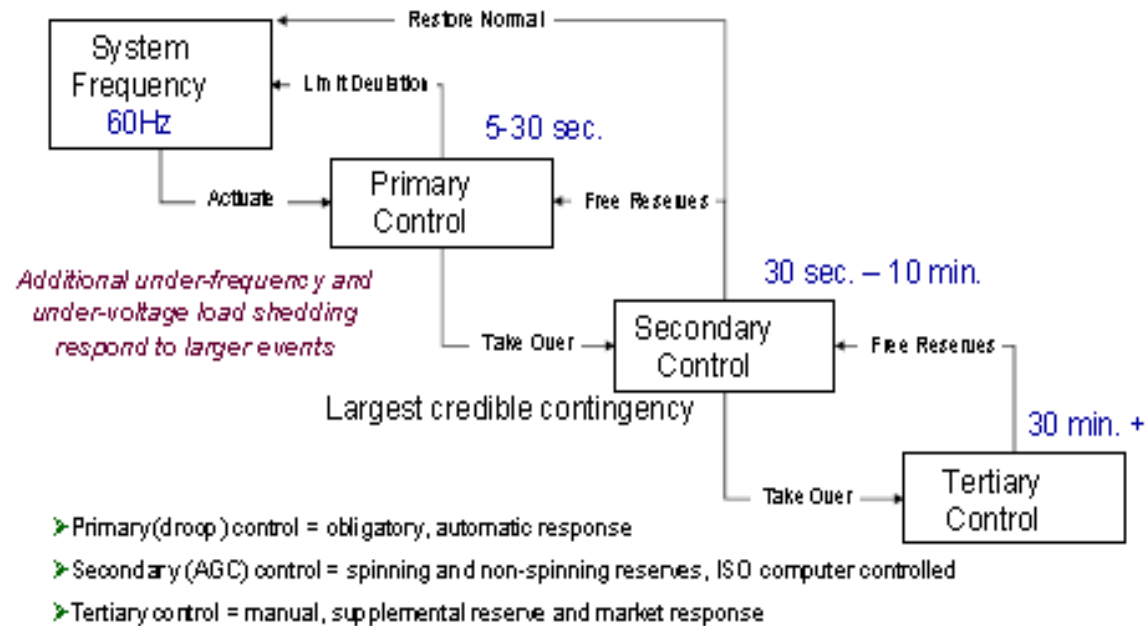 Restore Normal
System
Frequency
60Hz
Limit Deviation
5-30 sec.
Primary
Control
Actuate
Free Reserves
Additional under-frequency and
under-voltage load shedding
respond to larger events
30 sec. – 10 min.
Secondary
Control
Take Over
Free Reserves
Largest credible contingency
30 min. +
Tertiary
Control
Take Over
➢Primary(droop) control = obligatory, automatic response
➢Secondary (AGC) control = spinning and non-spinning reserves, ISO computer controlled
➢Tertiary control = manual, supplemental reserve and market response